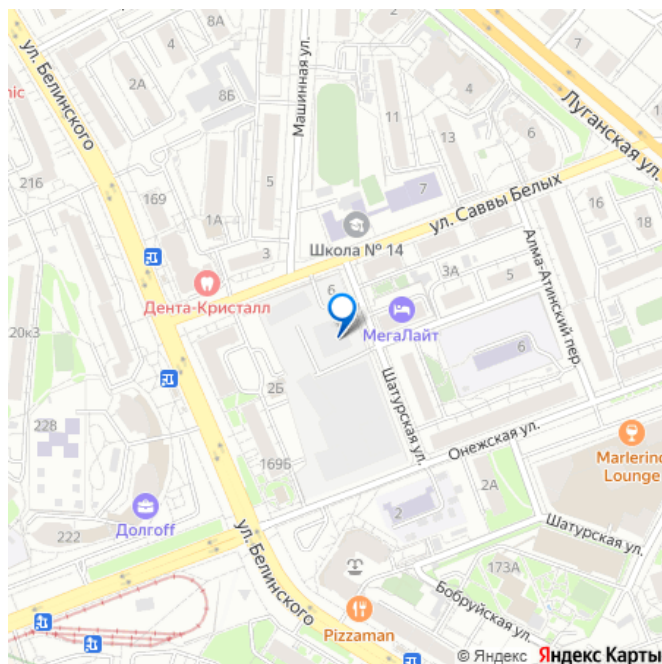 8А
4
2А
8Б
ул. Белинского
nic
Машинная ул.
11
13
4
6
Луганская ул.
216
169
1А
5
7
ул. Саввы Белых
16
18
Школа № 14
3
Дента-Кристалл
6
3А
5
Алма-Атинский пер.
МегаЛайт
20к3
2Б
6
Шатурская ул.
228
169Б
Онежская ул.
Marlerino
Lounge
2А
Долгоff
222
2
Шатурская ул.
ул. Белинского
173А
Бобруйская ул.
Pizzaman
© Яндекс Яндекс Карты